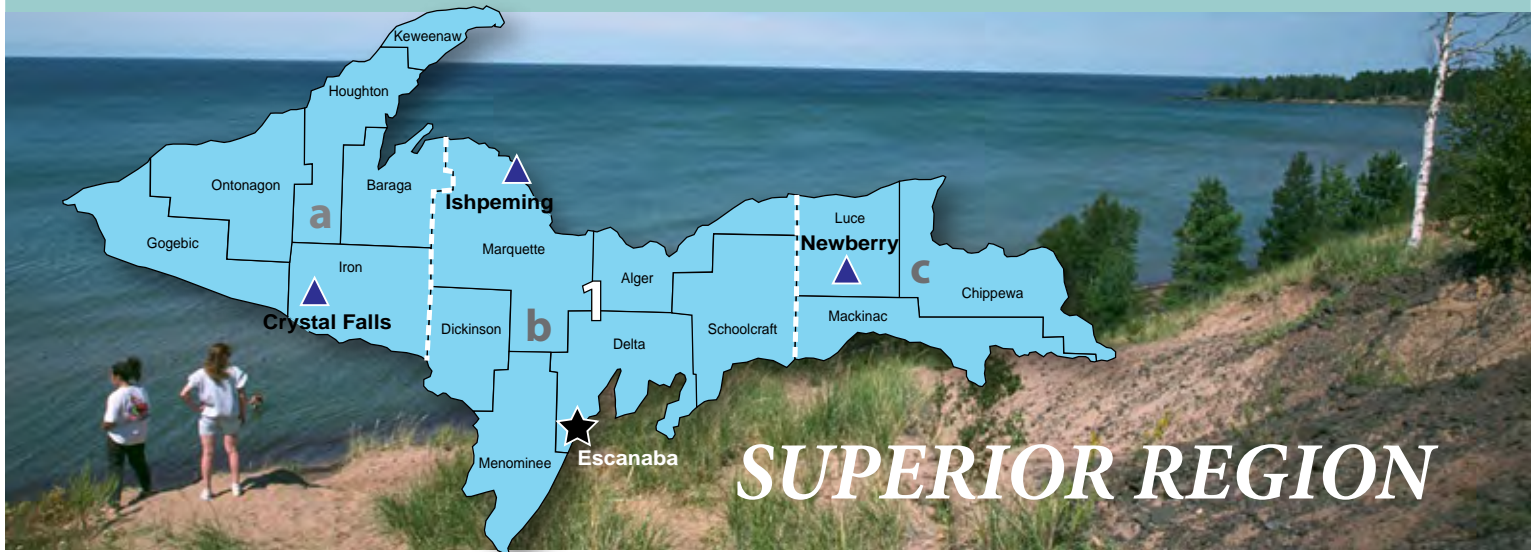 Keweenaw
Houghton
Ontonagon
Baraga
Ishpeming
a
Gogebic
Iron
Crystal Falls
Marquette
Alger
1
Dickinson
b
Delta
Schoolcraft
Luce
Newberry
c
Chippewa
Mackinac
Menominee
Escanaba
SUPERIOR REGION